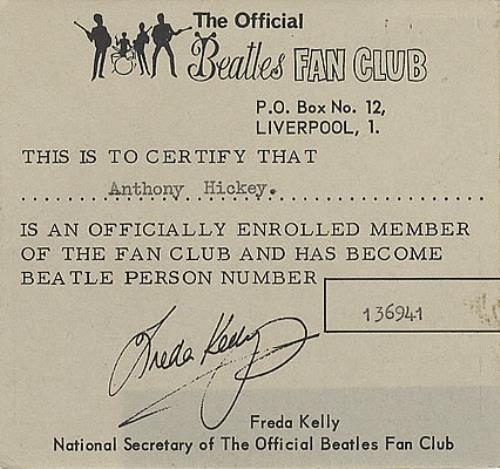 The Official
Beatles FAN CLUB
P.O. Box No. 12,
LIVERPOOL, 1.
THIS IS TO CERTIFY THAT
Anthony Hickey.
IS AN OFFICIALLY ENROLLED MEMBER
OF THE FAN CLUB AND HAS BECOME
BEATLE PERSON NUMBER
136941
Freda Kelly
Freda Kelly
National Secretary of The Official Beatles Fan Club